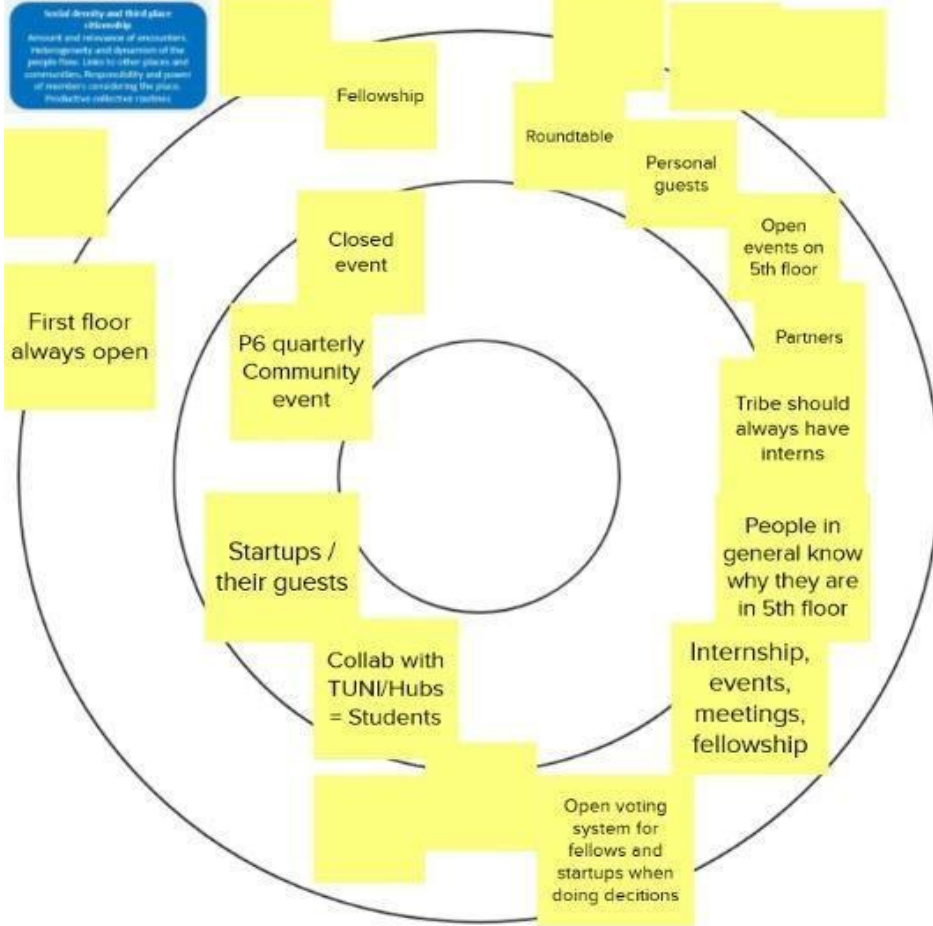 Social density and third place
citizenship
Amount and relevance of encounters.
Heterogeneity and dynamism of the
people flow. Links to other places and
communities. Responsibility and power
of members considering the place.
Productive collective routines
Fellowship
Roundtable
Personal
guests
Closed
event
Open
events on
5th floor
First floor
always open
P6 quarterly
Community
event
Partners
Tribe should
always have
interns
Startups /
their guests
People in
general know
why they are
in 5th floor
Collab with
TUNI/Hubs
= Students
Internship,
events,
meetings,
fellowship
Open voting
system for
fellows and
startups when
doing decitions